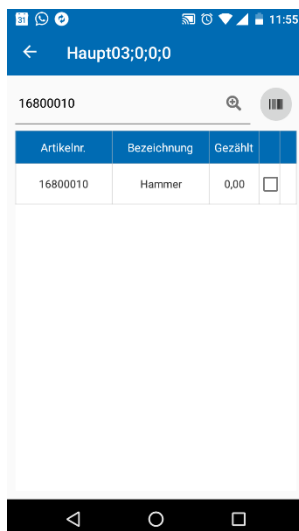 31 11:55
Haupt03;0;0;0
16800010
Artikelnr. Bezeichnung Gezählt
16800010 Hammer 0,00